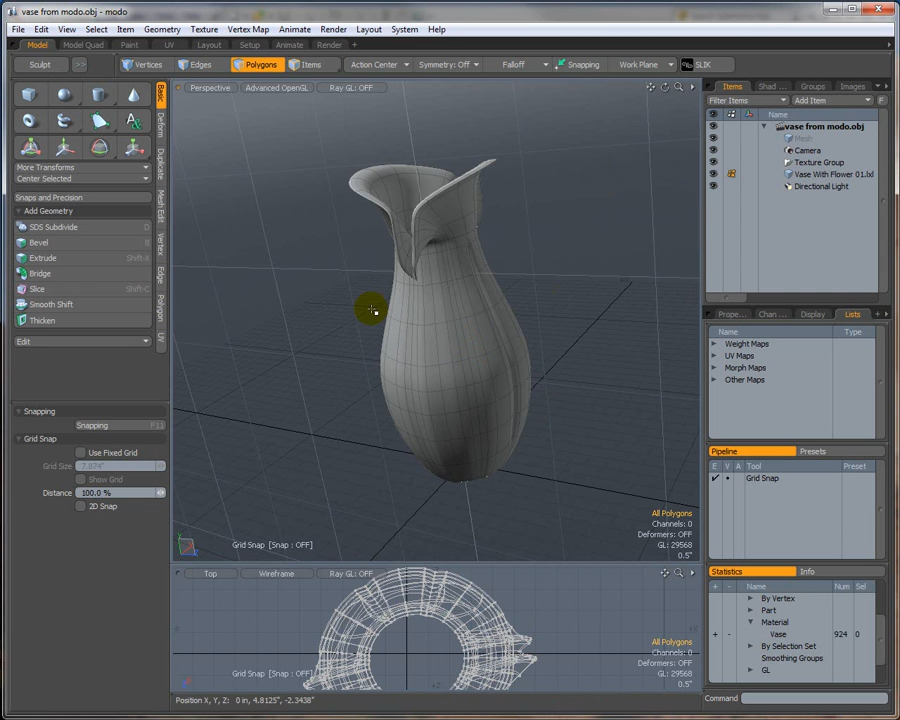 vase from modo.obj - modo
File Edit View Select Item Geometry Texture Vertex Map Animate Render Layout System Help
Model Model Quad Paint UV Layout Setup Animate Render +
Sculpt >> Vertices Edges Polygons Items Action Center Symmetry: Off Falloff Snapping Work Plane SLIK
Perspective Advanced OpenGL Ray GL: OFF
Items Shad ... Groups Images
Filter Items Add Item F
Name
vase from modo.obj
Mesh
Camera
Texture Group
Vase With Flower 01.lxl
Directional Light
Basic
Deform
Duplicate
Mesh Edit
Vertex
Edge
Polygon
UV
More Transforms
Center Selected
Snaps and Precision
Add Geometry
SDS Subdivide
Bevel B
Extrude Shift-X
Bridge
Slice Shift-C
Smooth Shift
Thicken
Edit
Snapping
Snapping F11
Grid Snap
Use Fixed Grid
Grid Size 7.874"
Show Grid
Distance 100.0 %
2D Snap
Prope... Chan ... Display Lists
Name Type
Weight Maps
UV Maps
Morph Maps
Other Maps
Pipeline Presets
E V A Tool Preset
Grid Snap
All Polygons
Channels: 0
Deformers: OFF
GL: 29568
0.5"
Grid Snap [Snap : OFF]
Top Wireframe Ray GL: OFF
All Polygons
Channels: 0
Deformers: OFF
GL: 29568
0.5"
Grid Snap [Snap : OFF]
Statistics Info
+ - Name Num Sel
By Vertex
Part
Material
+ - Vase 924 0
By Selection Set
Smoothing Groups
GL
Position X, Y, Z: 0 in, 4.8125", -2.3438"
Command